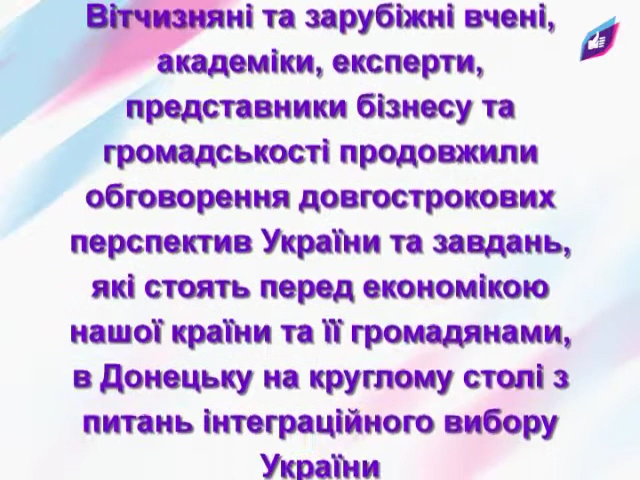 Вітчизняні та зарубіжні вчені,
академіки, експерти,
представники бізнесу та
громадськості продовжили
обговорення довгострокових
перспектив України та завдань,
які стоять перед економікою
нашої країни та її громадянами,
в Донецьку на круглому столі з
питань інтеграційного вибору
України